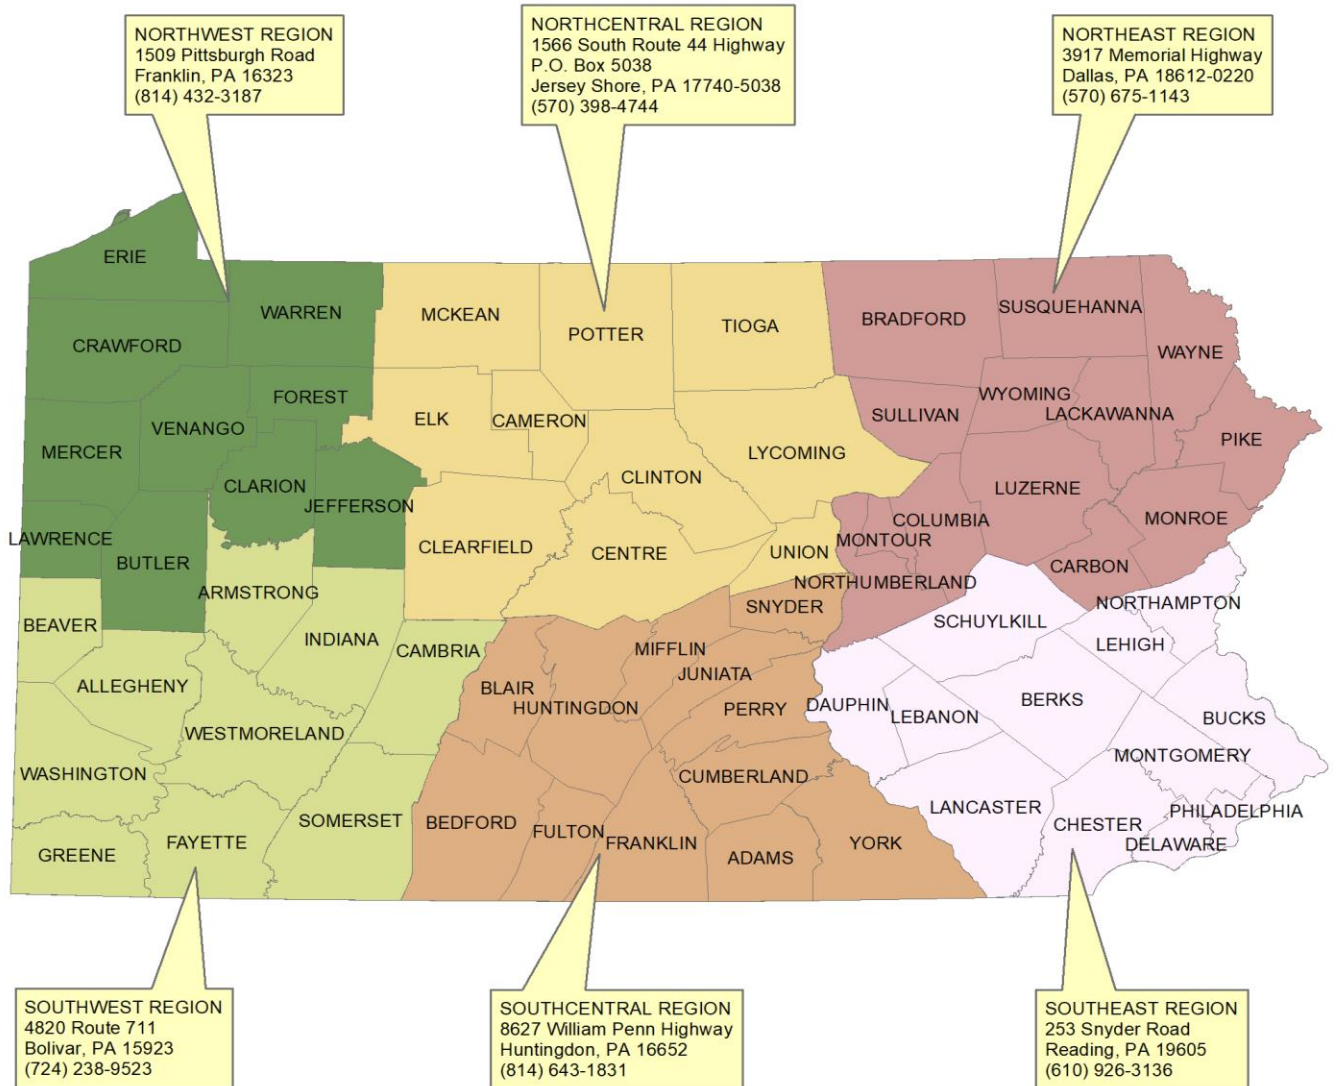 NORTHWEST REGION
1509 Pittsburgh Road
Franklin, PA 16323
(814) 432-3187
NORTHCENTRAL REGION
1566 South Route 44 Highway
P.O. Box 5038
Jersey Shore, PA 17740-5038
(570) 398-4744
NORTHEAST REGION
3917 Memorial Highway
Dallas, PA 18612-0220
(570) 675-1143
ERIE
WARREN
CRAWFORD
FOREST
VENANGO
MERCER
CLARION
JEFFERSON
LAWRENCE
BUTLER
MCKEAN
POTTER
TIOGA
ELK
CAMERON
LYCOMING
CLINTON
CLEARFIELD
CENTRE
UNION
BRADFORD
SUSQUEHANNA
WAYNE
WYOMING
SULLIVAN
LACKAWANNA
PIKE
LUZERNE
COLUMBIA
MONTOUR
MONROE
CARBON
NORTHUMBERLAND
ARMSTRONG
BEAVER
INDIANA
CAMBRIA
ALLEGHENY
WESTMORELAND
WASHINGTON
SOMERSET
FAYETTE
GREENE
SNYDER
MIFFLIN
JUNIATA
BLAIR
HUNTINGDON
PERRY
CUMBERLAND
BEDFORD
FULTON
FRANKLIN
ADAMS
YORK
NORTHAMPTON
SCHUYLKILL
LEHIGH
DAUPHIN
LEBANON
BERKS
BUCKS
MONTGOMERY
LANCASTER
CHESTER
PHILADELPHIA
DELAWARE
SOUTHWEST REGION
4820 Route 711
Bolivar, PA 15923
(724) 238-9523
SOUTHCENTRAL REGION
8627 William Penn Highway
Huntingdon, PA 16652
(814) 643-1831
SOUTHEAST REGION
253 Snyder Road
Reading, PA 19605
(610) 926-3136